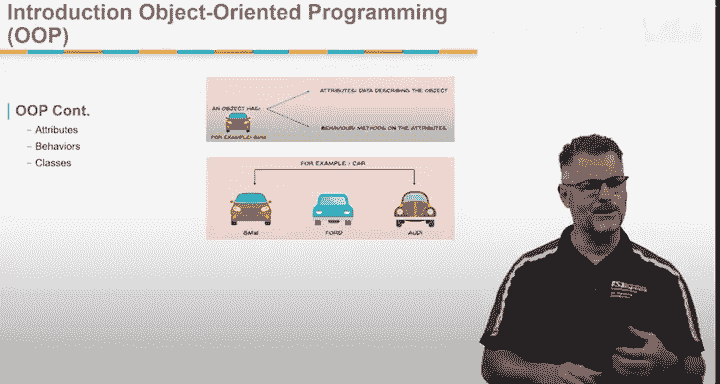 Introduction Object-Oriented Programming
(OOP)
OOP Cont.
– Attributes
– Behaviors
– Classes
ATTRIBUTES: DATA DESCRIBING THE OBJECT
AN OBJECT HAS:
BEHAVIOUR: METHODS ON THE ATTRIBUTES
FOR EXAMPLE: BMW
FOR EXAMPLE : CAR
BMW
FORD
AUDI